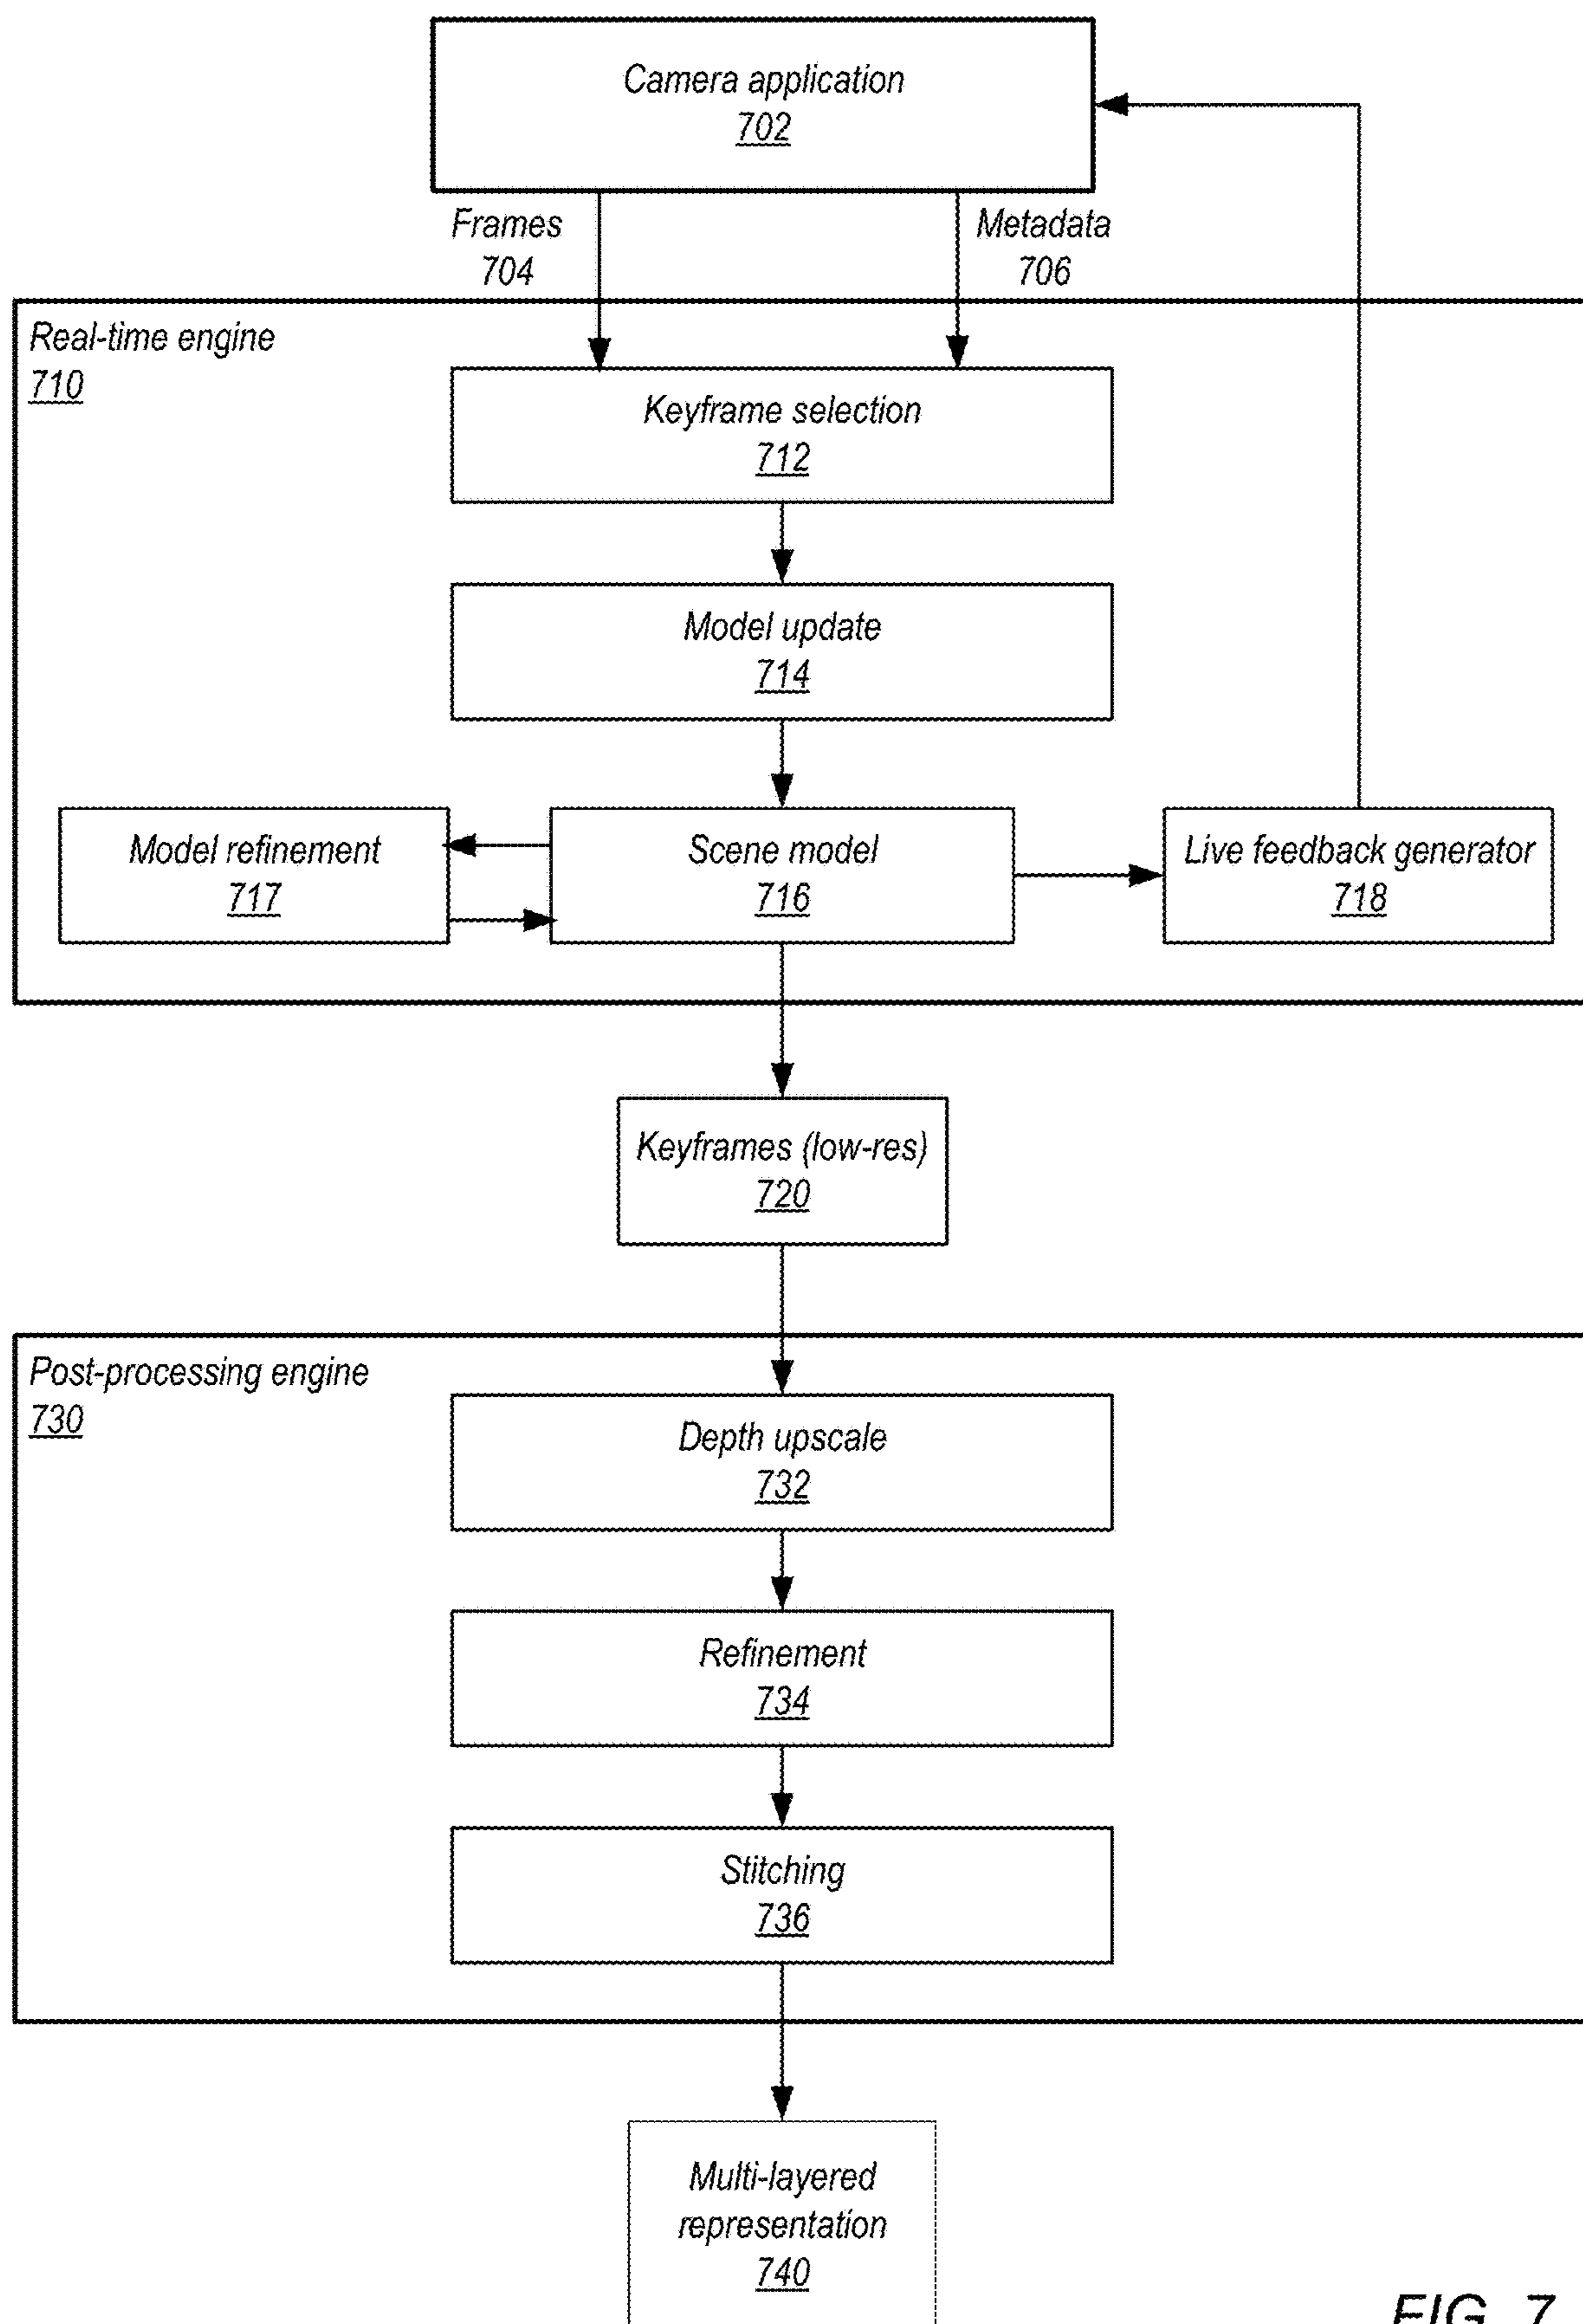 Camera application
702
Frames
704
Metadata
706
Real-time engine
710
Keyframe selection
712
Model update
714
Model refinement
717
Scene model
716
Live feedback generator
718
Keyframes (low-res)
720
Post-processing engine
730
Depth upscale
732
Refinement
734
Stitching
736
Multi-layered
representation
740
FIG. 7